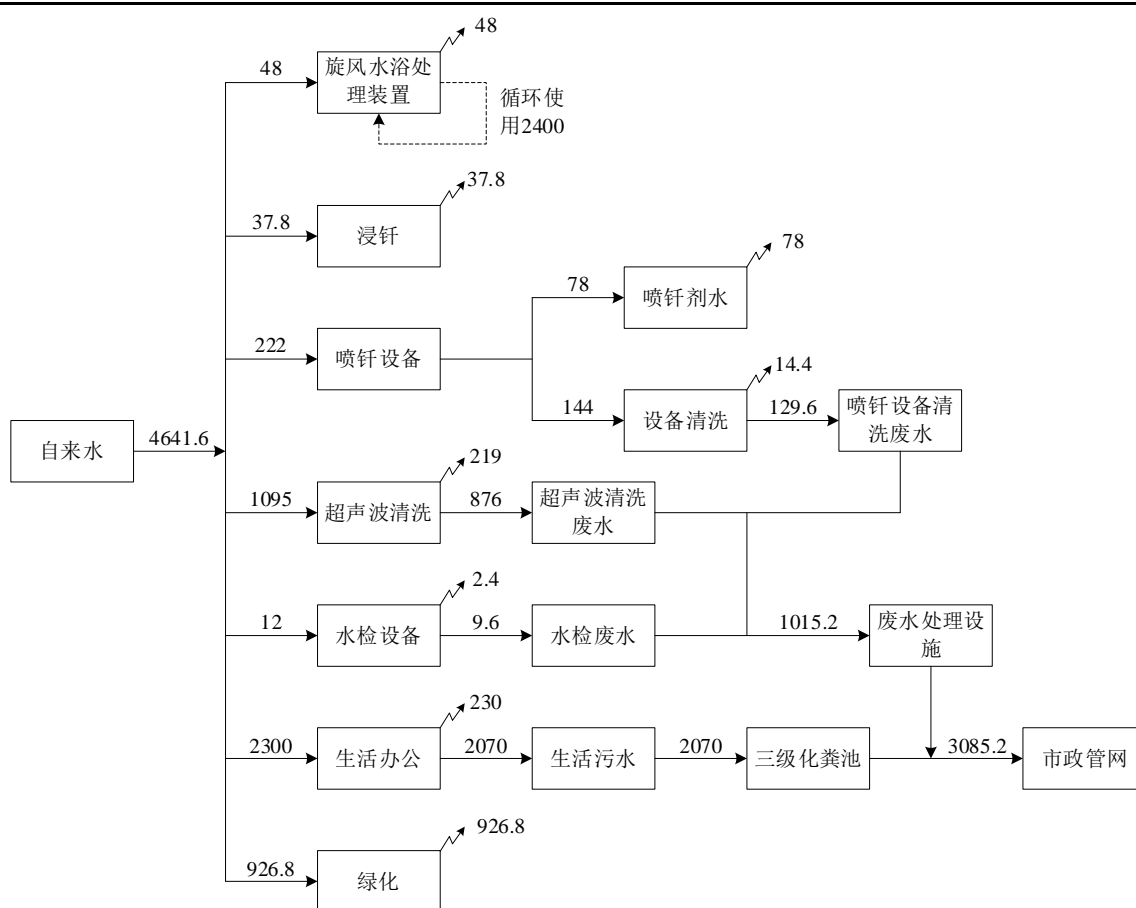 48
48
旋风水浴处
理装置
循环使
用2400
37.8
37.8
浸钎
78
78
喷钎剂水
222
喷钎设备
14.4
144
设备清洗
129.6
喷钎设备清
洗废水
自来水
4641.6
219
1095
超声波清洗
876
超声波清洗
废水
2.4
12
水检设备
9.6
水检废水
1015.2
废水处理设
施
230
2300
生活办公
2070
生活污水
2070
三级化粪池
3085.2
市政管网
926.8
926.8
绿化